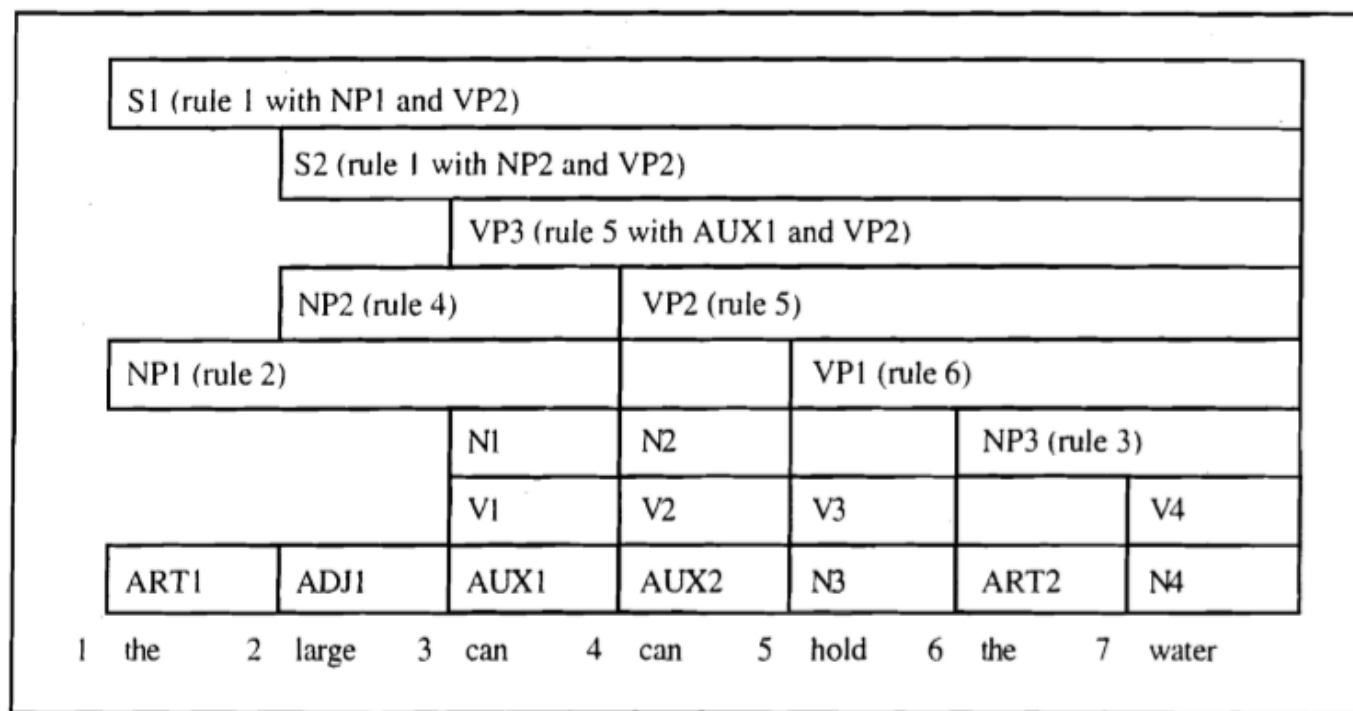 S1 (rule 1 with NP1 and VP2)
S2 (rule 1 with NP2 and VP2)
VP3 (rule 5 with AUX1 and VP2)
NP2 (rule 4) VP2 (rule 5)
NP1 (rule 2) VP1 (rule 6)
N1 N2 NP3 (rule 3)
V1 V2 V3 V4
ART1 ADJ1 AUX1 AUX2 N3 ART2 N4
1 the 2 large 3 can 4 can 5 hold 6 the 7 water